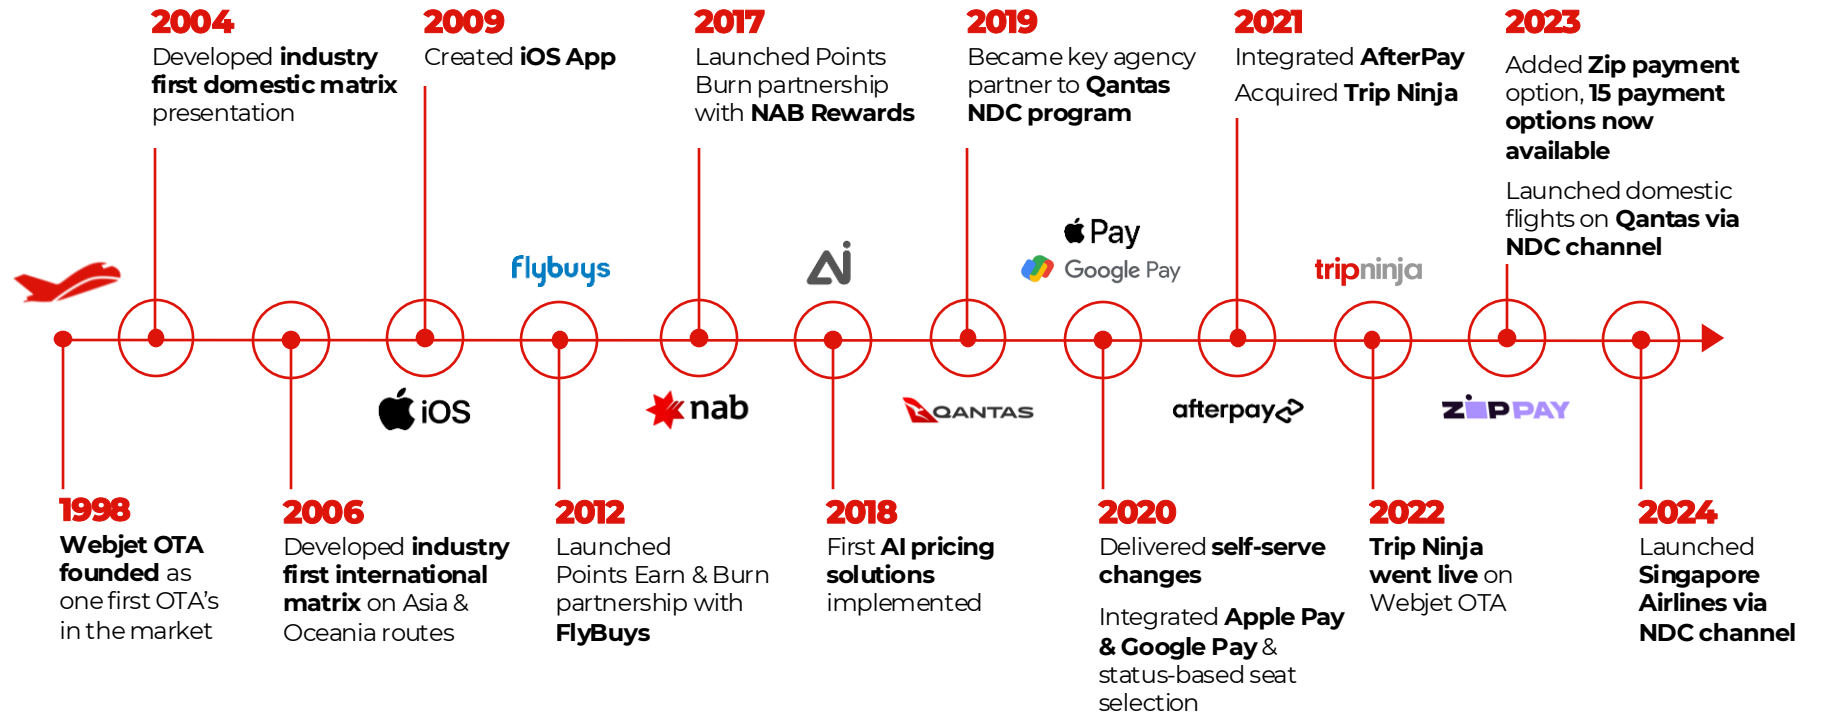 2004
Developed industry
first domestic matrix
presentation
2009
Created iOS App
2017
Launched Points
Burn partnership
with NAB Rewards
2019
Became key agency
partner to Qantas
NDC program
2021
Integrated AfterPay
Acquired Trip Ninja
2023
Added Zip payment
option, 15 payment
options now
available
Launched domestic
flights on Qantas via
NDC channel
flybuys
Ai
Pay
Google Pay
tripninja
iOS
nab
QANTAS
afterpay
ZIPPAY
1998
Webjet OTA
founded as
one first OTA's
in the market
2006
Developed industry
first international
matrix on Asia &
Oceania routes
2012
Launched
Points Earn & Burn
partnership with
FlyBuys
2018
First AI pricing
solutions
implemented
2020
Delivered self-serve
changes
Integrated Apple Pay
& Google Pay &
status-based seat
selection
2022
Trip Ninja
went live on
Webjet OTA
2024
Launched
Singapore
Airlines via
NDC channel